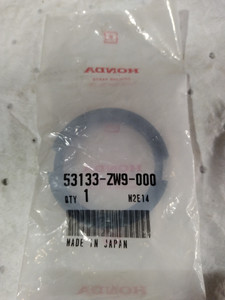 HONDA
53133-ZW9-000
QTY 1 N2E14
MADE IN JAPAN